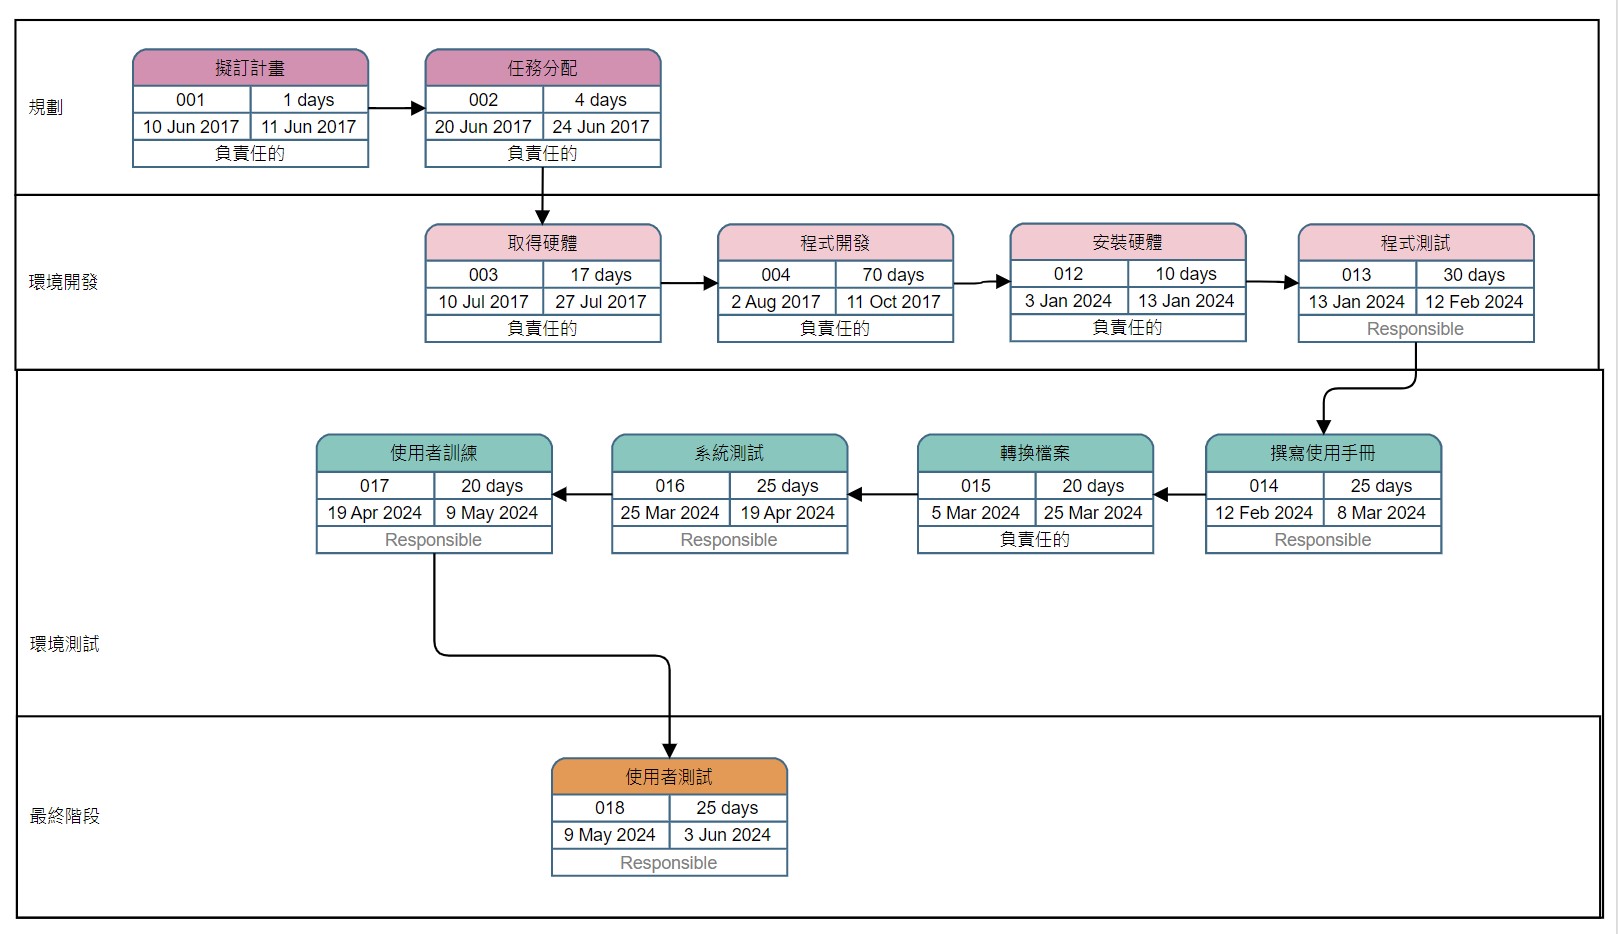 規劃
擬訂計畫
001 1 days
10 Jun 2017 11 Jun 2017
負責任的
任務分配
002 4 days
20 Jun 2017 24 Jun 2017
負責任的
環境開發
取得硬體
003 17 days
10 Jul 2017 27 Jul 2017
負責任的
程式開發
004 70 days
2 Aug 2017 11 Oct 2017
負責任的
安裝硬體
012 10 days
3 Jan 2024 13 Jan 2024
負責任的
程式測試
013 30 days
13 Jan 2024 12 Feb 2024
Responsible
環境測試
使用者訓練
017 20 days
19 Apr 2024 9 May 2024
Responsible
系統測試
016 25 days
25 Mar 2024 19 Apr 2024
Responsible
轉換檔案
015 20 days
5 Mar 2024 25 Mar 2024
負責任的
撰寫使用手冊
014 25 days
12 Feb 2024 8 Mar 2024
Responsible
最終階段
使用者測試
018 25 days
9 May 2024 3 Jun 2024
Responsible